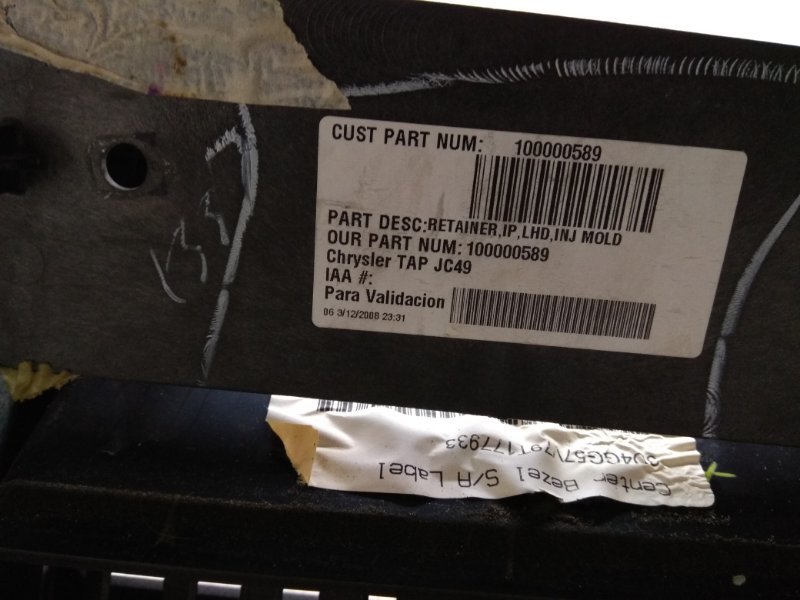 CUST PART NUM: 100000589
PART DESC:RETAINER,IP,LHD,INJ MOLD
OUR PART NUM: 100000589
Chrysler TAP JC49
IAA #:
Para Validacion
06 3/12/2008 23:31
Center Bezel S/A Label